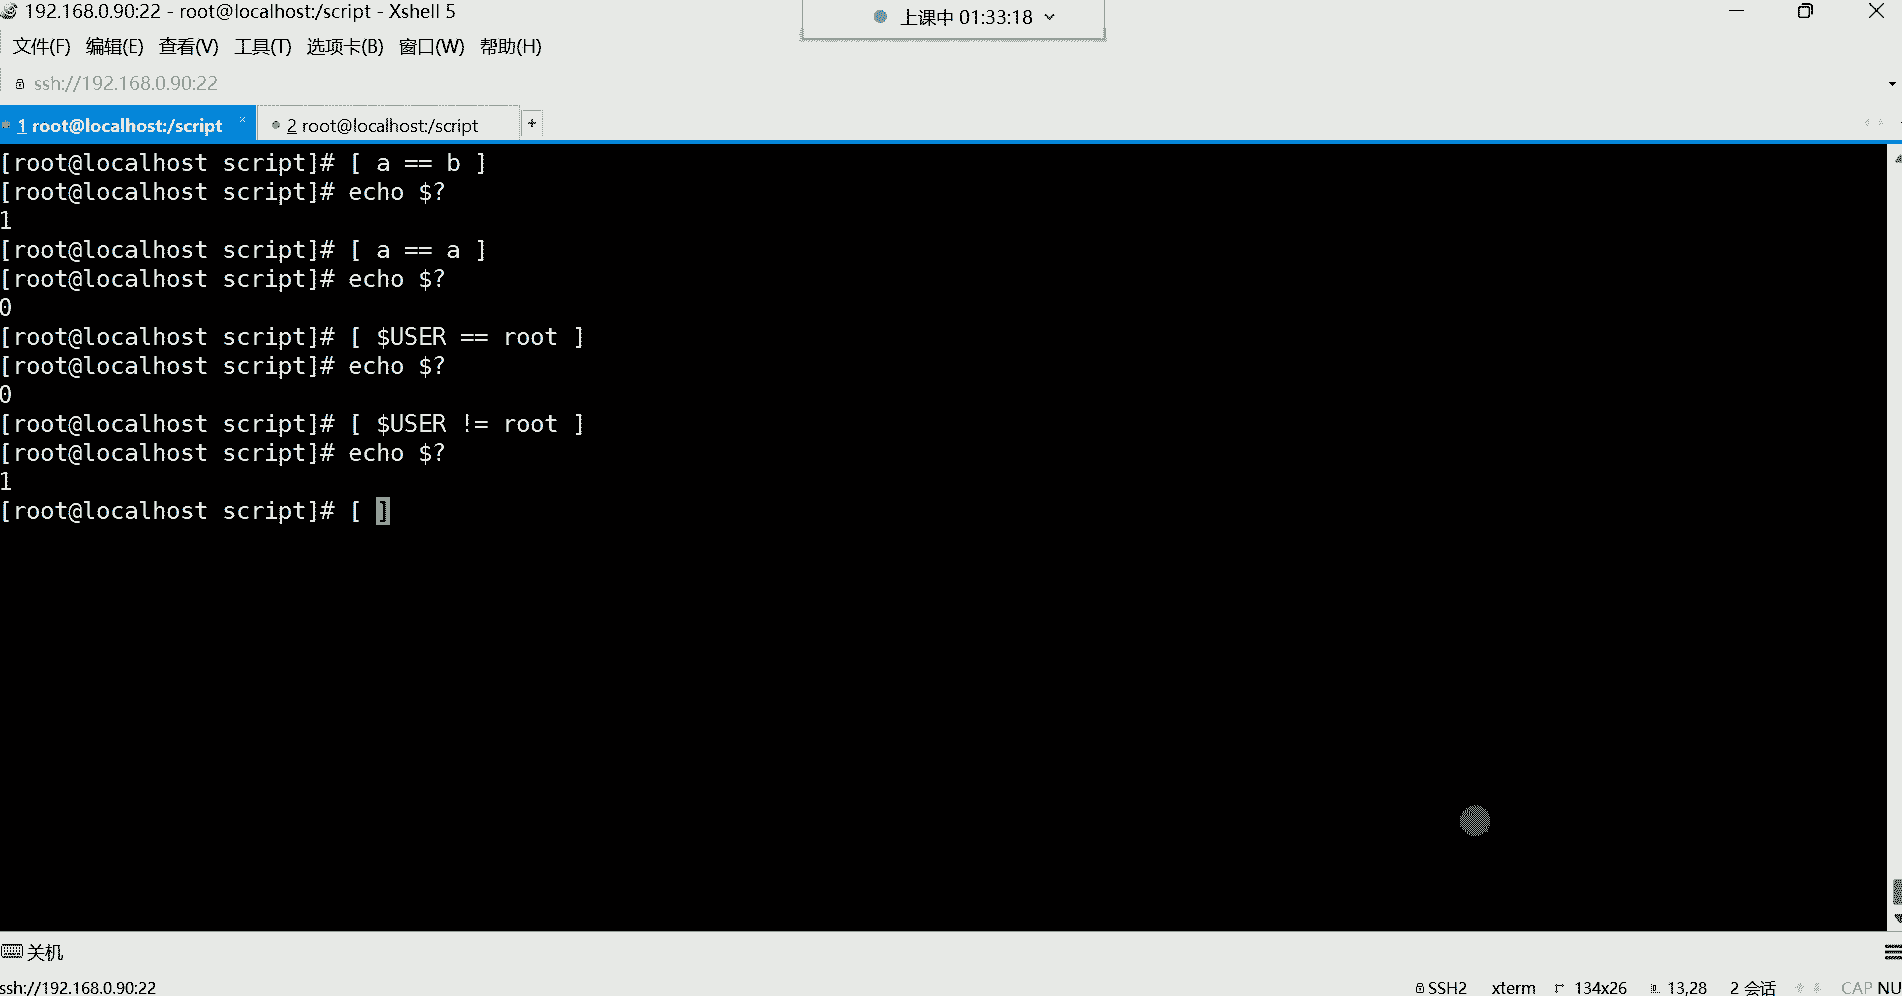 192.168.0.90:22 - root@localhost:/script - Xshell 5
上课中 01:33:18
文件(F) 编辑(E) 查看(V) 工具(T) 选项卡(B) 窗口(W) 帮助(H)
ssh://192.168.0.90:22
1 root@localhost:/script × 2 root@localhost:/script +
[root@localhost script]# [ a == b ]
[root@localhost script]# echo $?
1
[root@localhost script]# [ a == a ]
[root@localhost script]# echo $?
0
[root@localhost script]# [ $USER == root ]
[root@localhost script]# echo $?
0
[root@localhost script]# [ $USER != root ]
[root@localhost script]# echo $?
1
[root@localhost script]# [ ]
关机
ssh://192.168.0.90:22 SSH2 xterm 134x26 13,28 2 会话 CAP NU